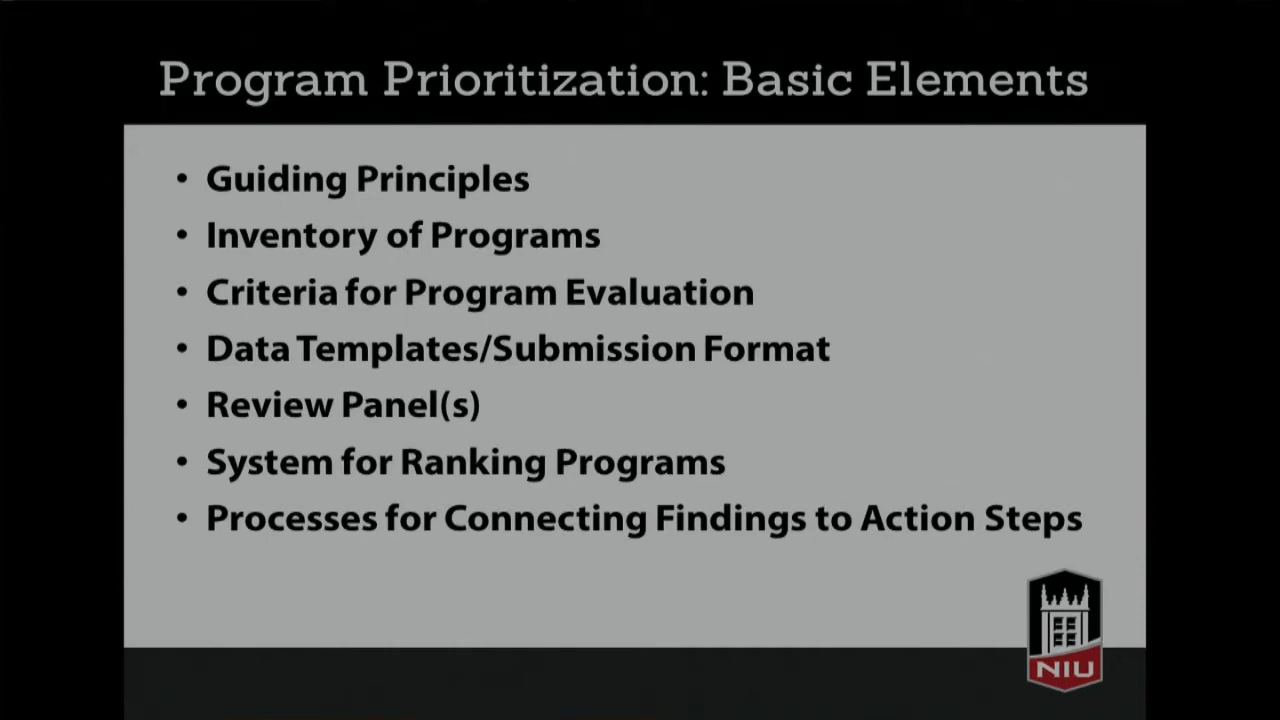 Program Prioritization: Basic Elements
• Guiding Principles
• Inventory of Programs
• Criteria for Program Evaluation
• Data Templates/Submission Format
• Review Panel(s)
• System for Ranking Programs
• Processes for Connecting Findings to Action Steps
NIU